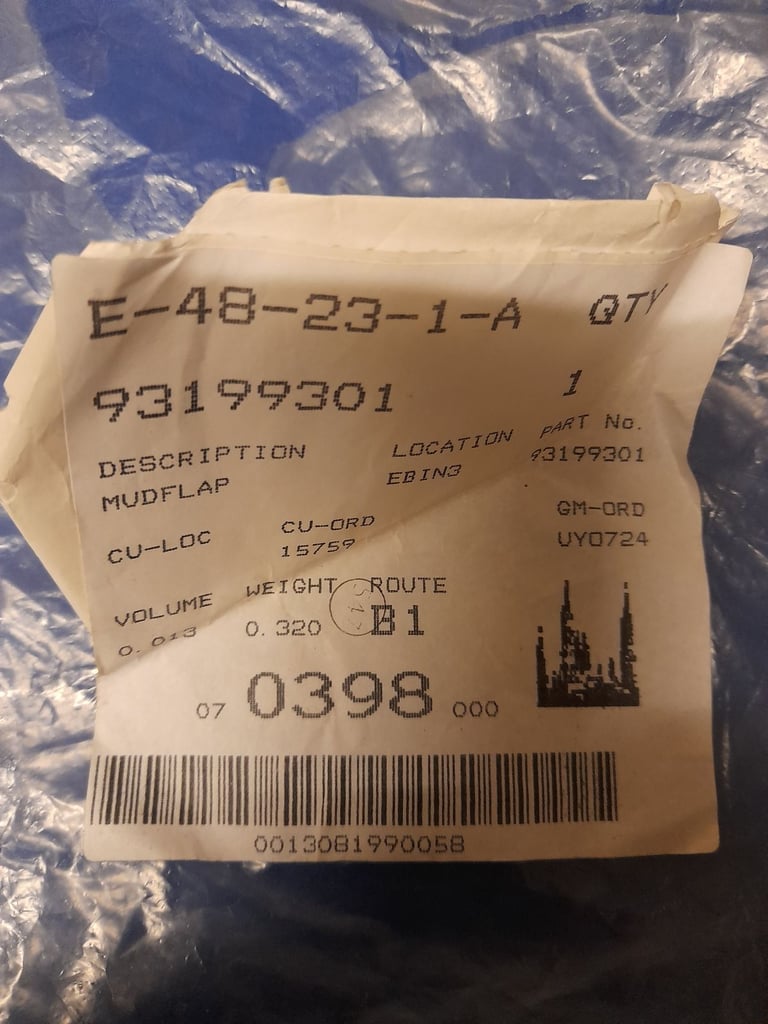 E-48-23-1-A QTY
93199301 1
DESCRIPTION LOCATION PART No.
MUDFLAP EBIN3 93199301
CU-LOC CU-ORD GM-ORD
15759 UY0724
VOLUME WEIGHT ROUTE
0.013 0.320 B1
07 0398 000
0013081990058